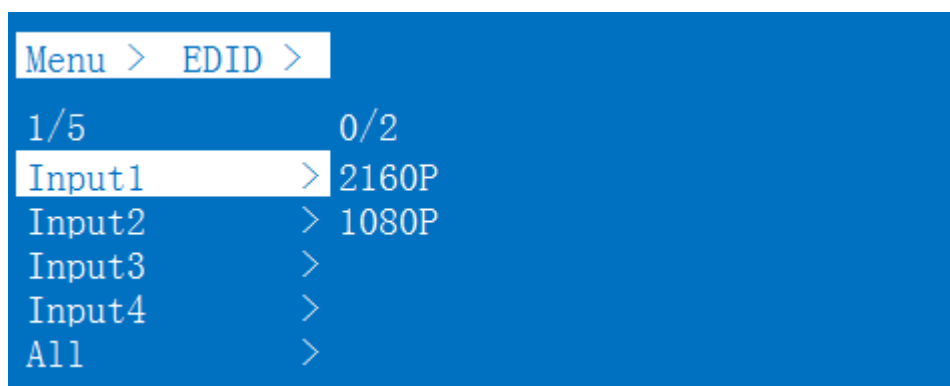 Menu > EDID >
1/5 0/2
Input1 > 2160P
Input2 > 1080P
Input3 >
Input4 >
All >